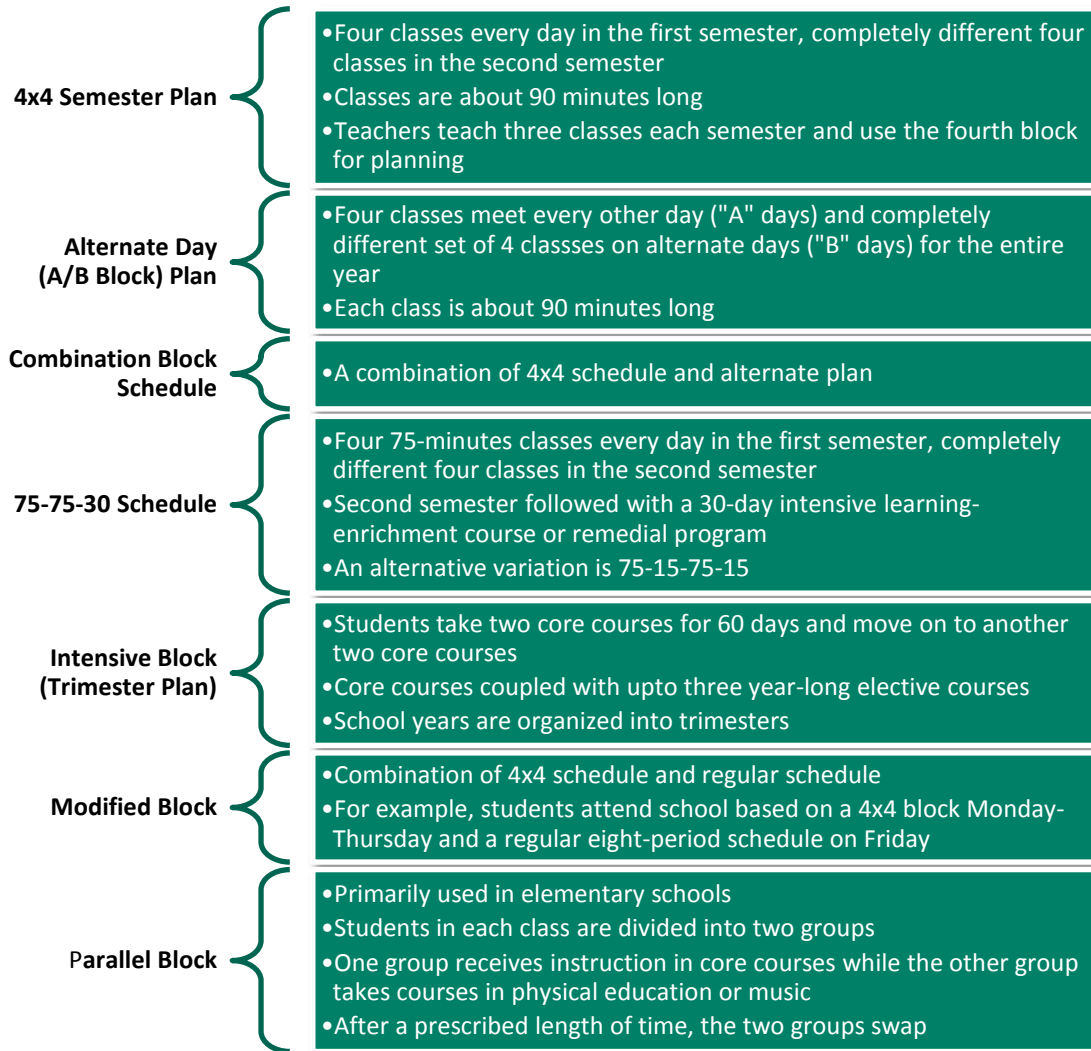 4x4 Semester Plan
•Four classes every day in the first semester, completely different four
classes in the second semester
•Classes are about 90 minutes long
•Teachers teach three classes each semester and use the fourth block
for planning
Alternate Day
(A/B Block) Plan
•Four classes meet every other day ("A" days) and completely
different set of 4 classses on alternate days ("B" days) for the entire
year
•Each class is about 90 minutes long
Combination Block
Schedule
•A combination of 4x4 schedule and alternate plan
75-75-30 Schedule
•Four 75-minutes classes every day in the first semester, completely
different four classes in the second semester
•Second semester followed with a 30-day intensive learning-
enrichment course or remedial program
•An alternative variation is 75-15-75-15
Intensive Block
(Trimester Plan)
•Students take two core courses for 60 days and move on to another
two core courses
•Core courses coupled with upto three year-long elective courses
•School years are organized into trimesters
Modified Block
•Combination of 4x4 schedule and regular schedule
•For example, students attend school based on a 4x4 block Monday-
Thursday and a regular eight-period schedule on Friday
Parallel Block
•Primarily used in elementary schools
•Students in each class are divided into two groups
•One group receives instruction in core courses while the other group
takes courses in physical education or music
•After a prescribed length of time, the two groups swap